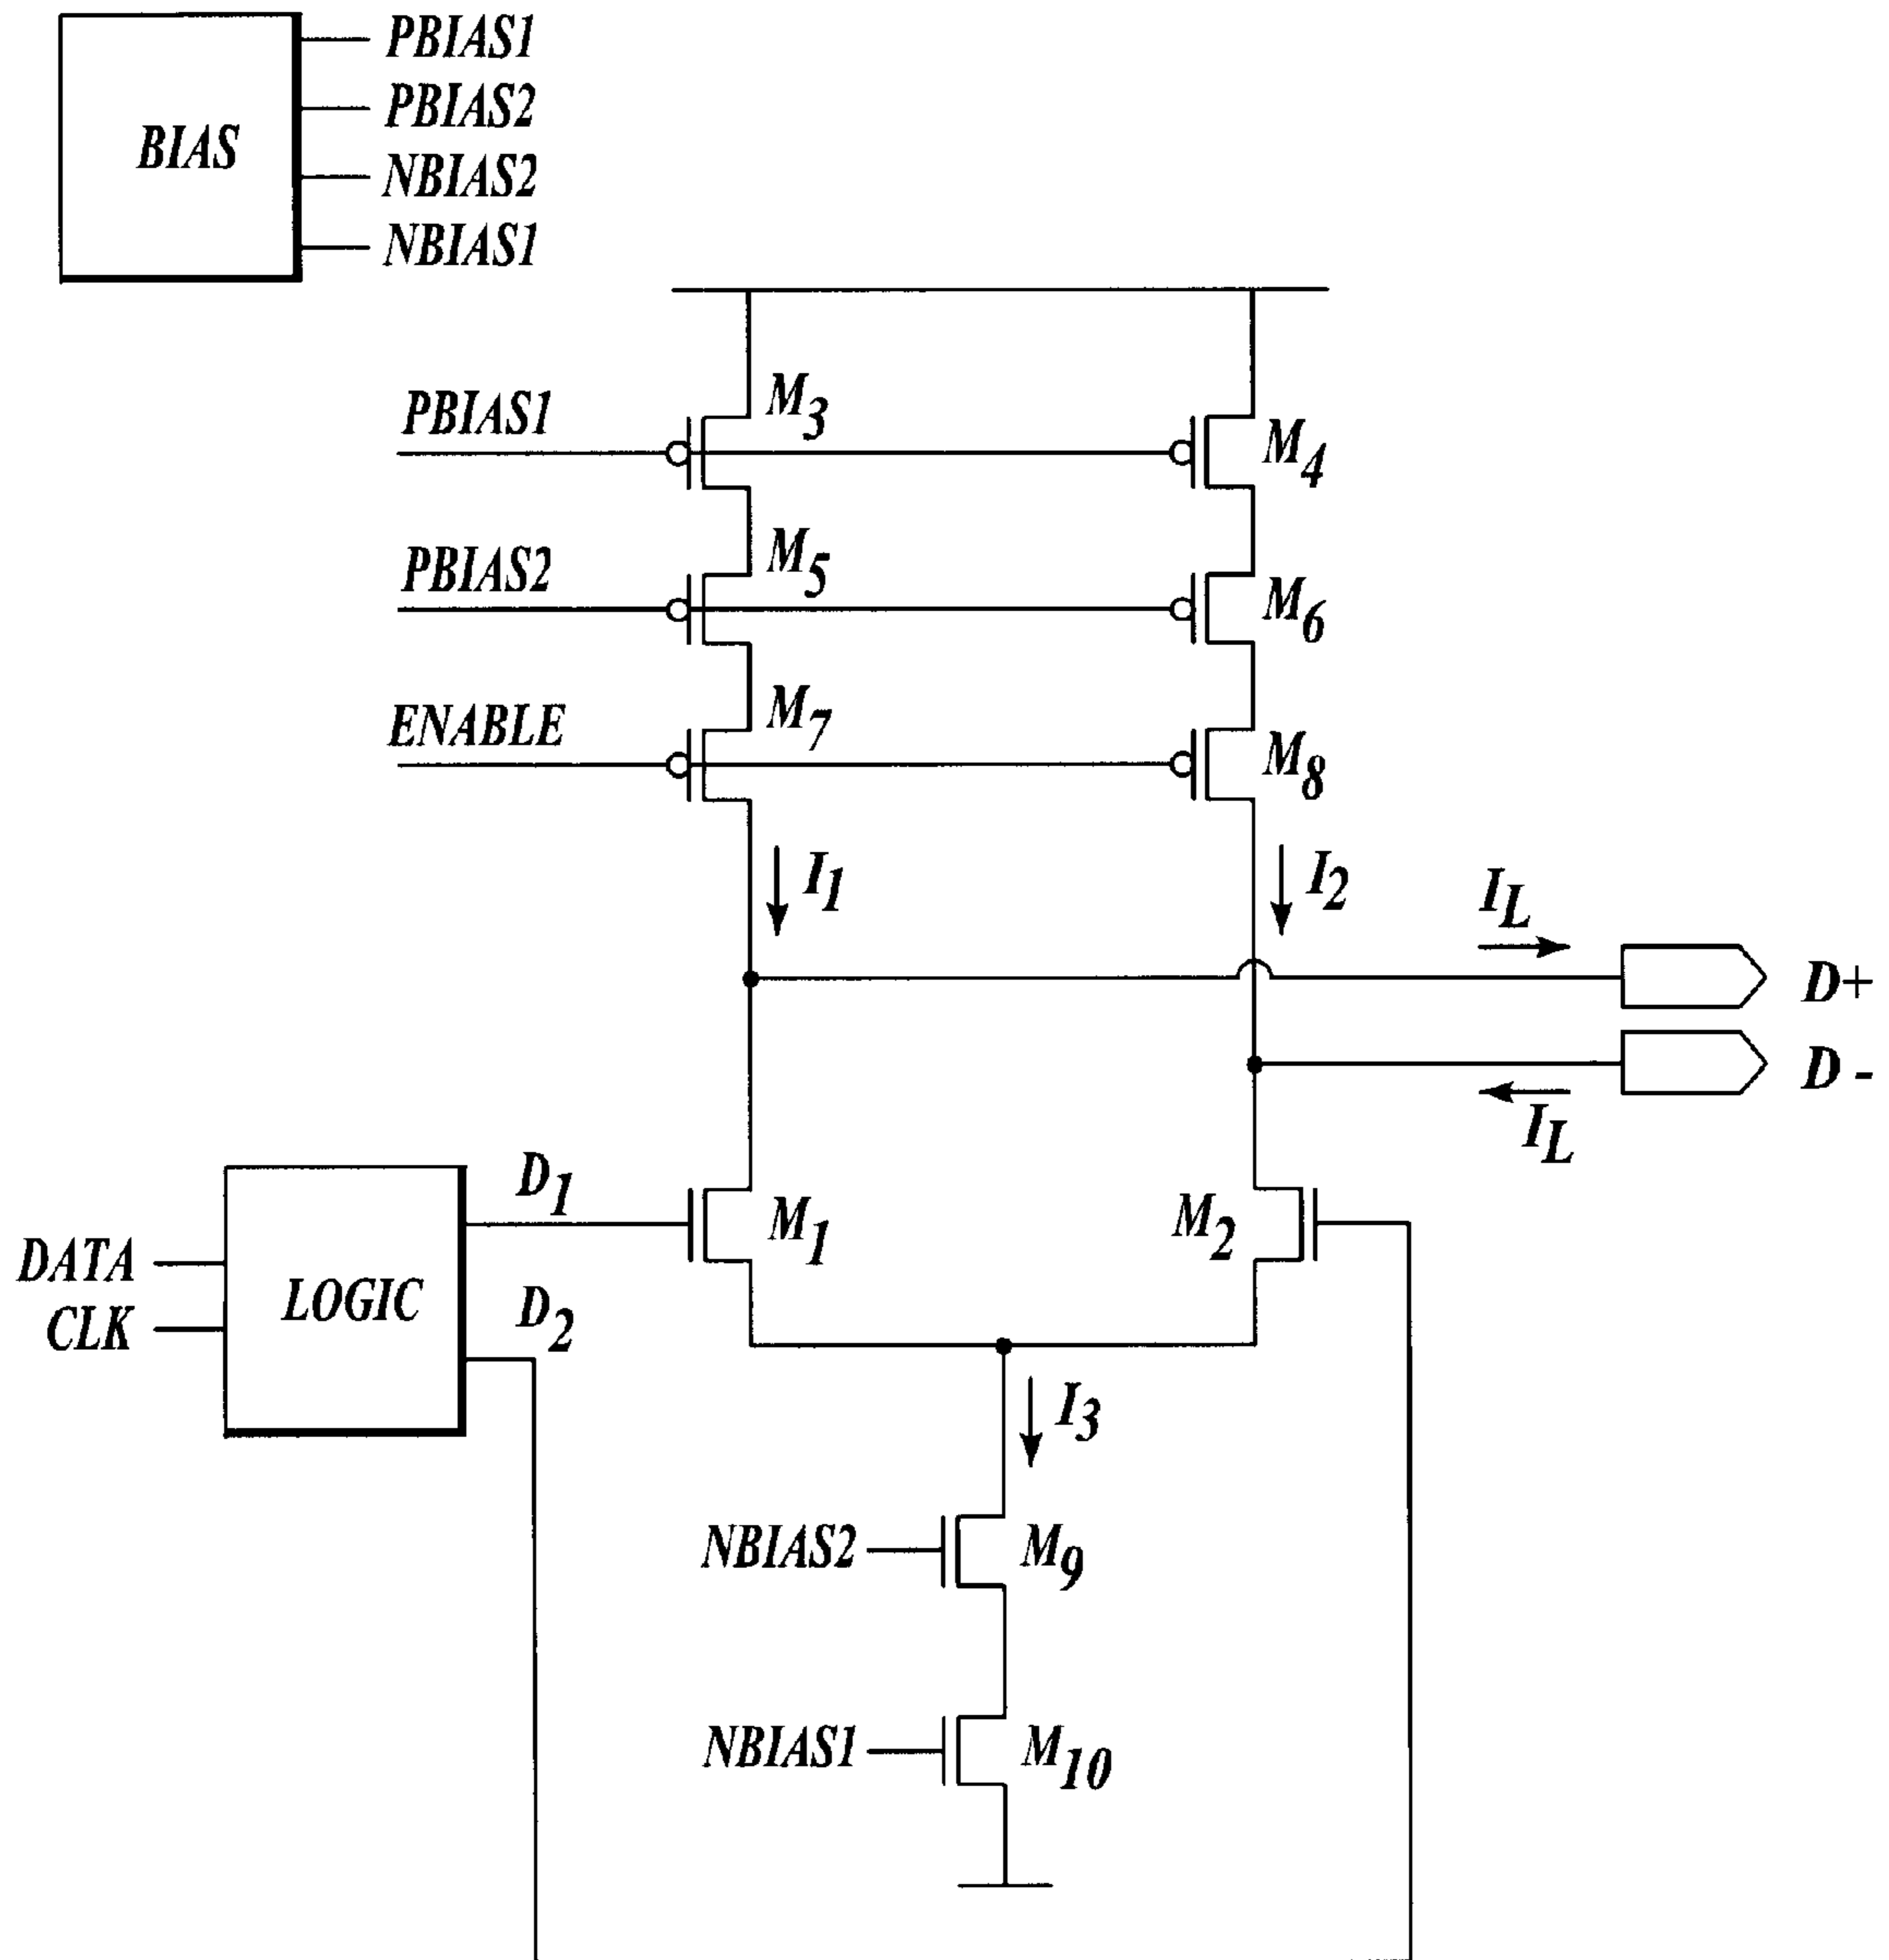 PBIAS1
PBIAS2
BIAS
NBIAS2
NBIAS1
M3
PBIAS1
M4
M5
PBIAS2
M6
M7
ENABLE
M8
I1
I2
IL
D+
D -
IL
D1
M1
M2
DATA
LOGIC
D2
CLK
I3
NBIAS2
M9
NBIAS1
M10